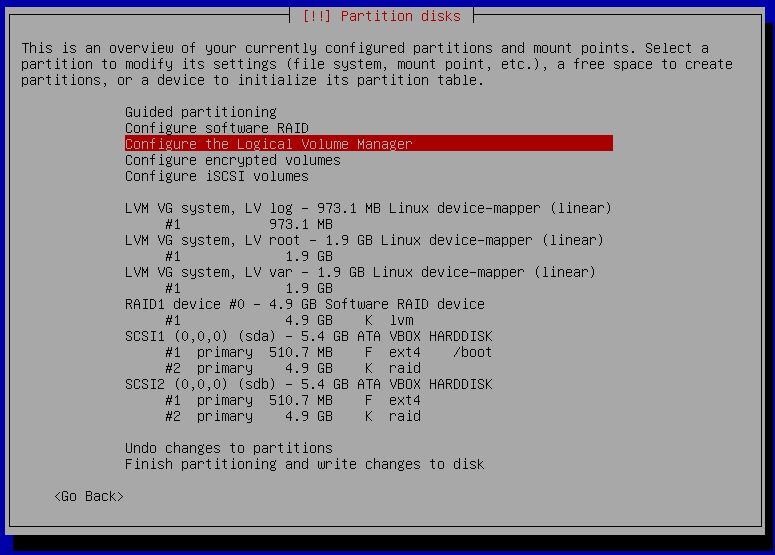 [!!] Partition disks
This is an overview of your currently configured partitions and mount points. Select a
partition to modify its settings (file system, mount point, etc.), a free space to create
partitions, or a device to initialize its partition table.
Guided partitioning
Configure software RAID
Configure the Logical Volume Manager
Configure encrypted volumes
Configure iSCSI volumes
LVM VG system, LV log - 973.1 MB Linux device-mapper (linear)
#1 973.1 MB
LVM VG system, LV root - 1.9 GB Linux device-mapper (linear)
#1 1.9 GB
LVM VG system, LV var - 1.9 GB Linux device-mapper (linear)
#1 1.9 GB
RAID1 device #0 - 4.9 GB Software RAID device
#1 4.9 GB K lvm
SCSI1 (0,0,0) (sda) - 5.4 GB ATA VBOX HARDDISK
#1 primary 510.7 MB F ext4 /boot
#2 primary 4.9 GB K raid
SCSI2 (0,0,0) (sdb) - 5.4 GB ATA VBOX HARDDISK
#1 primary 510.7 MB F ext4
#2 primary 4.9 GB K raid
Undo changes to partitions
Finish partitioning and write changes to disk
<Go Back>